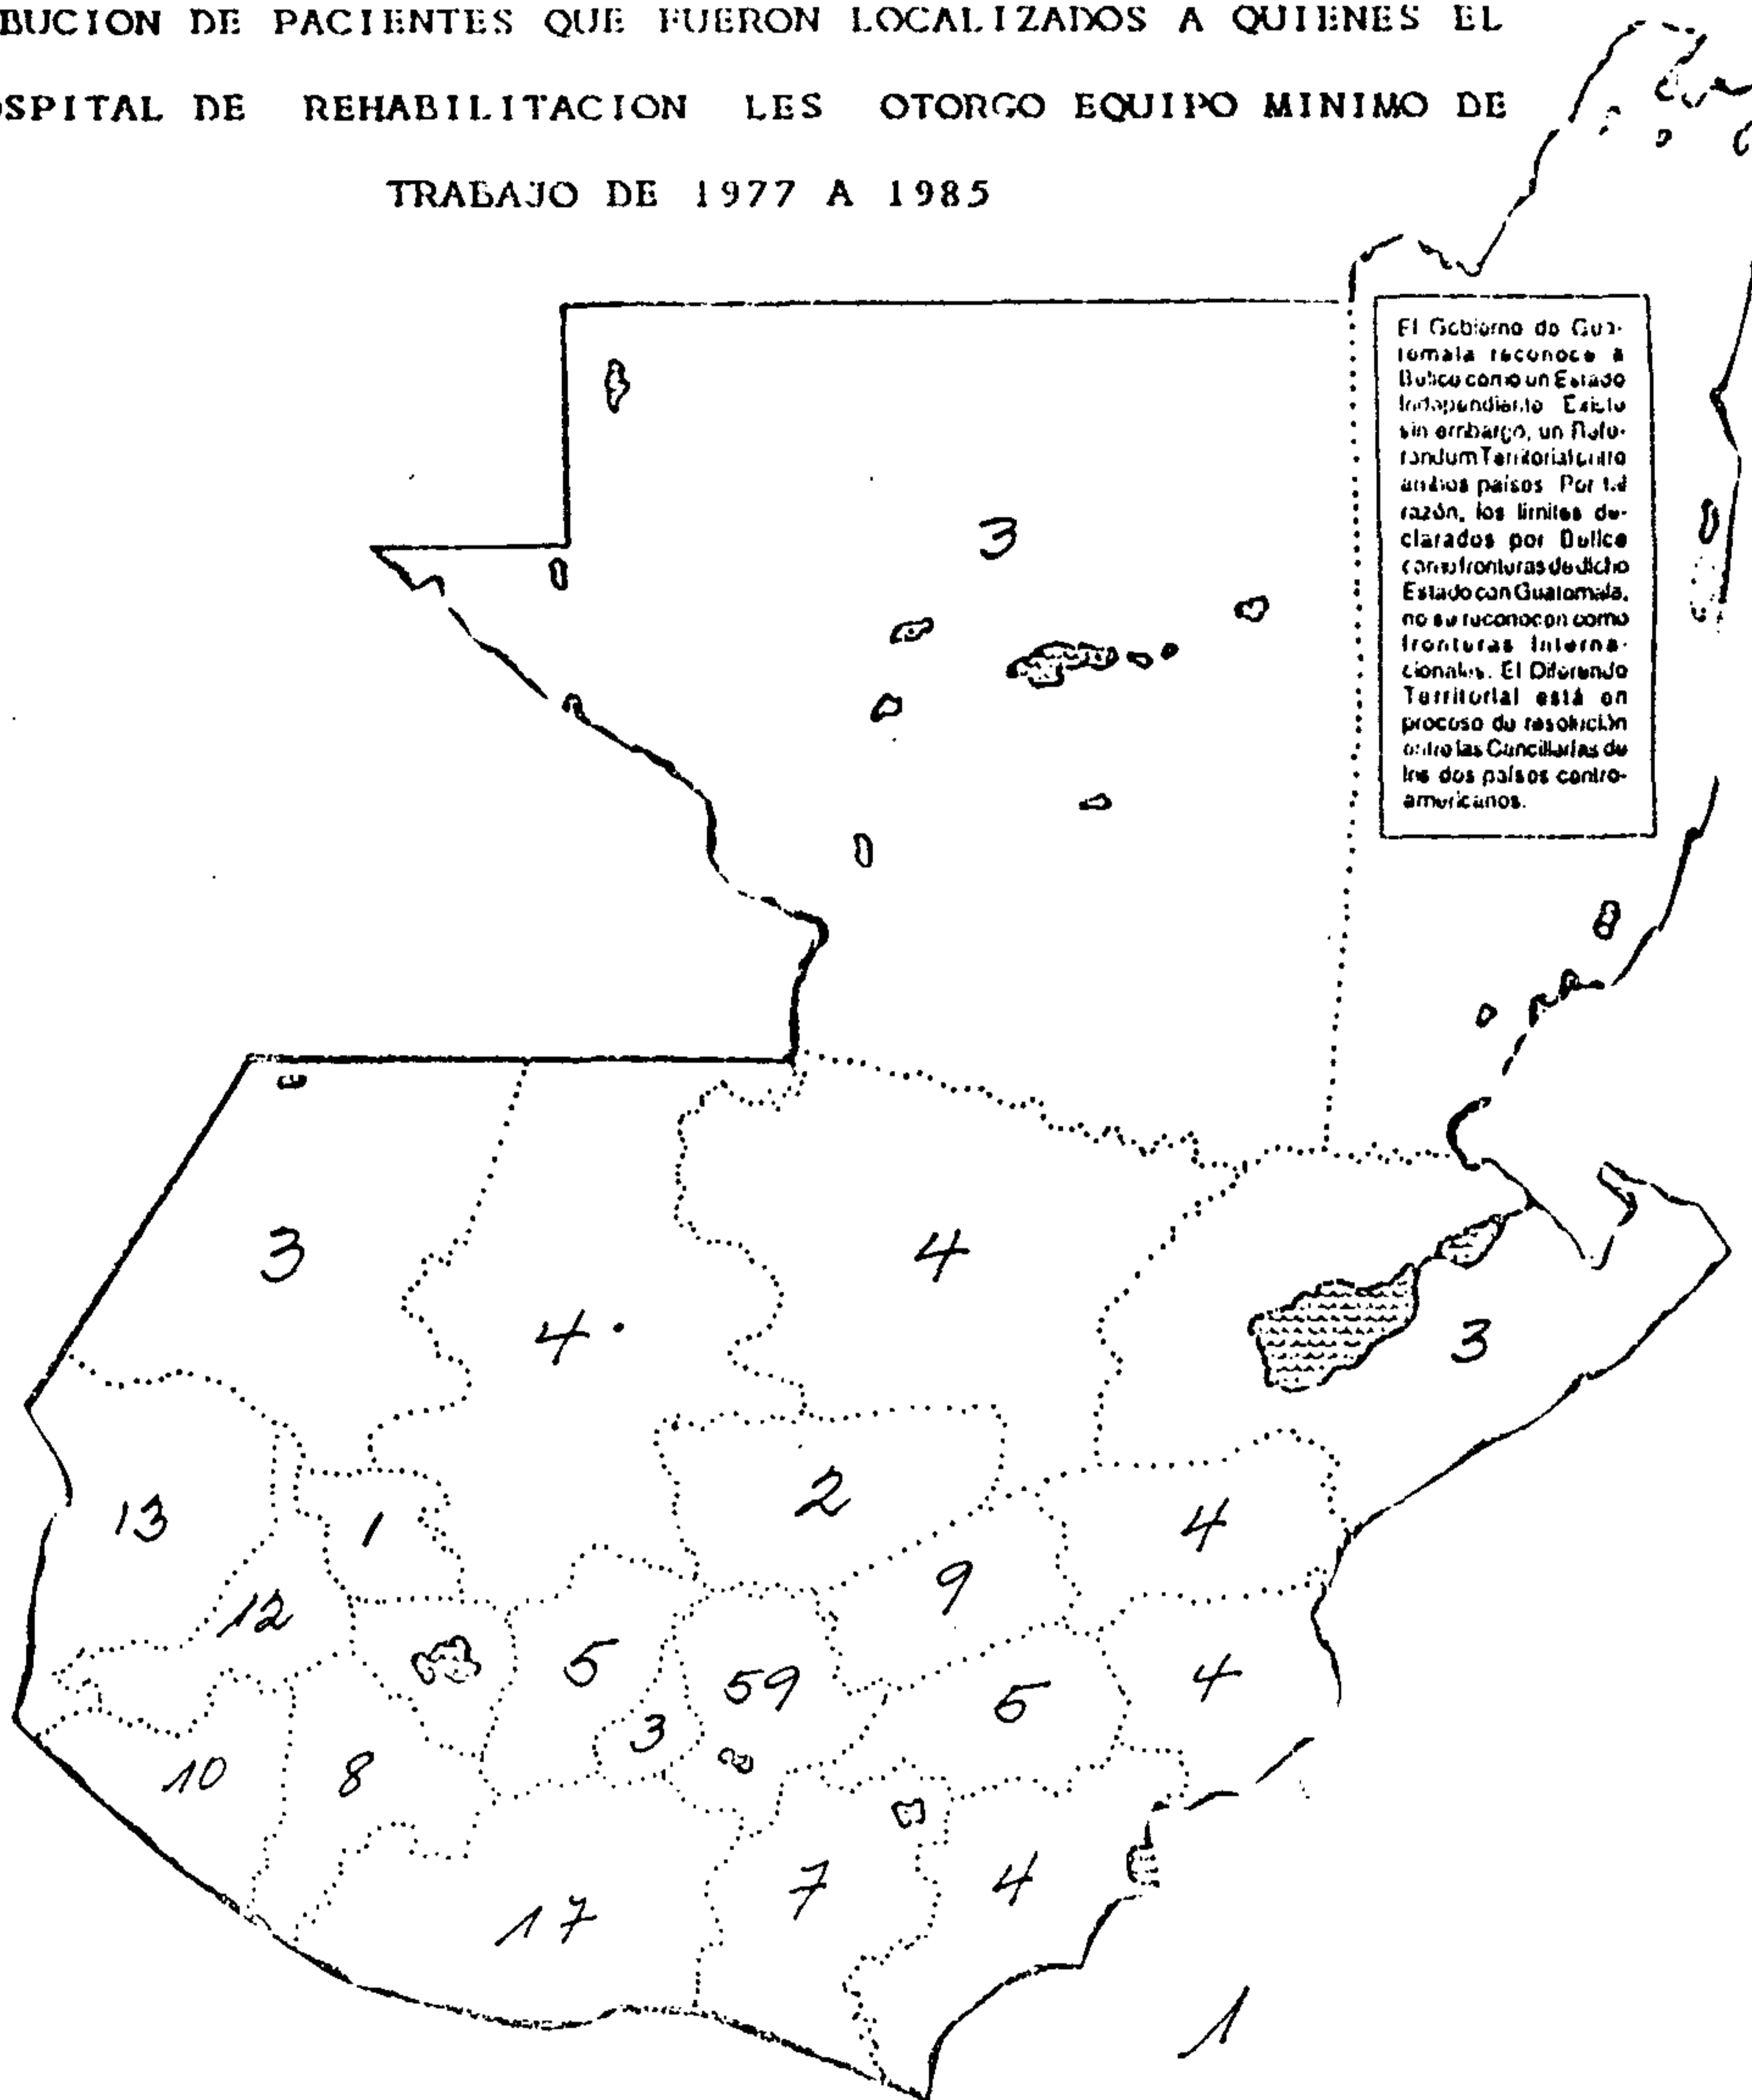 BUCION DE PACIENTES QUE FUERON LOCALIZADOS A QUIENES EL
OSPITAL DE REHABILITACION LES OTORGO EQUIPO MINIMO DE
TRABAJO DE 1977 A 1985
El Gobierno de Gua-
temala reconoce a
Belice como un Estado
Independiente Existe
sin embargo, un
Territorial entre
ambos países Por tal
razón, los límites de-
clarados por Belice
como fronteras de dicho
Estado con Guatemala,
no se reconocen como
fronteras Interna-
cionales. El Diferendo
Territorial está en
proceso de resolución
entre las Cancillerías de
los dos países centro-
americanos.
3
3
4
4
3
13
1
2
4
12
9
5
59
5
4
3
10
8
17
7
4
1